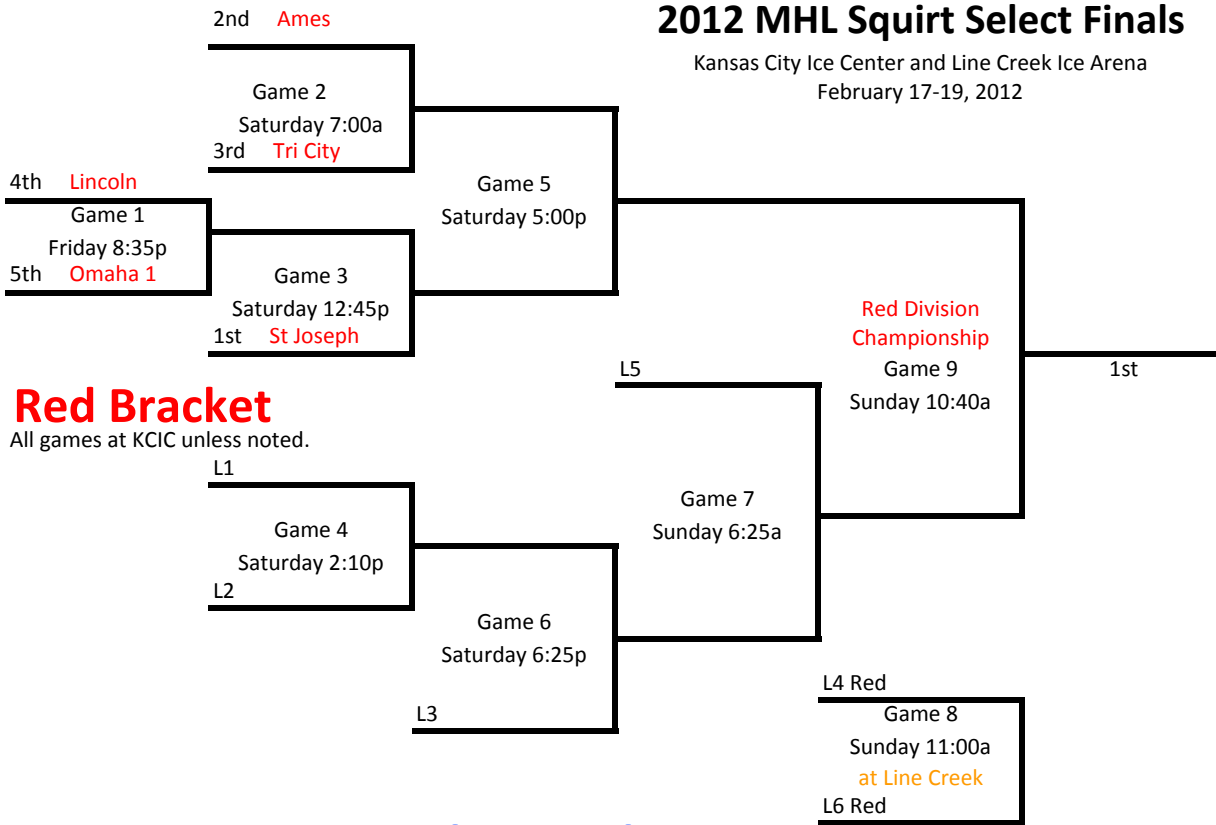 2nd Ames
2012 MHL Squirt Select Finals
Kansas City Ice Center and Line Creek Ice Arena
February 17-19, 2012
Game 2
Saturday 7:00a
3rd Tri City
4th Lincoln
Game 1
Friday 8:35p
5th Omaha 1
Game 5
Saturday 5:00p
Game 3
Saturday 12:45p
1st St Joseph
Red Division
Championship
Game 9
Sunday 10:40a
1st
L5
Red Bracket
All games at KCIC unless noted.
L1
Game 4
Saturday 2:10p
L2
Game 7
Sunday 6:25a
Game 6
Saturday 6:25p
L3
L4 Red
Game 8
Sunday 11:00a
at Line Creek
L6 Red